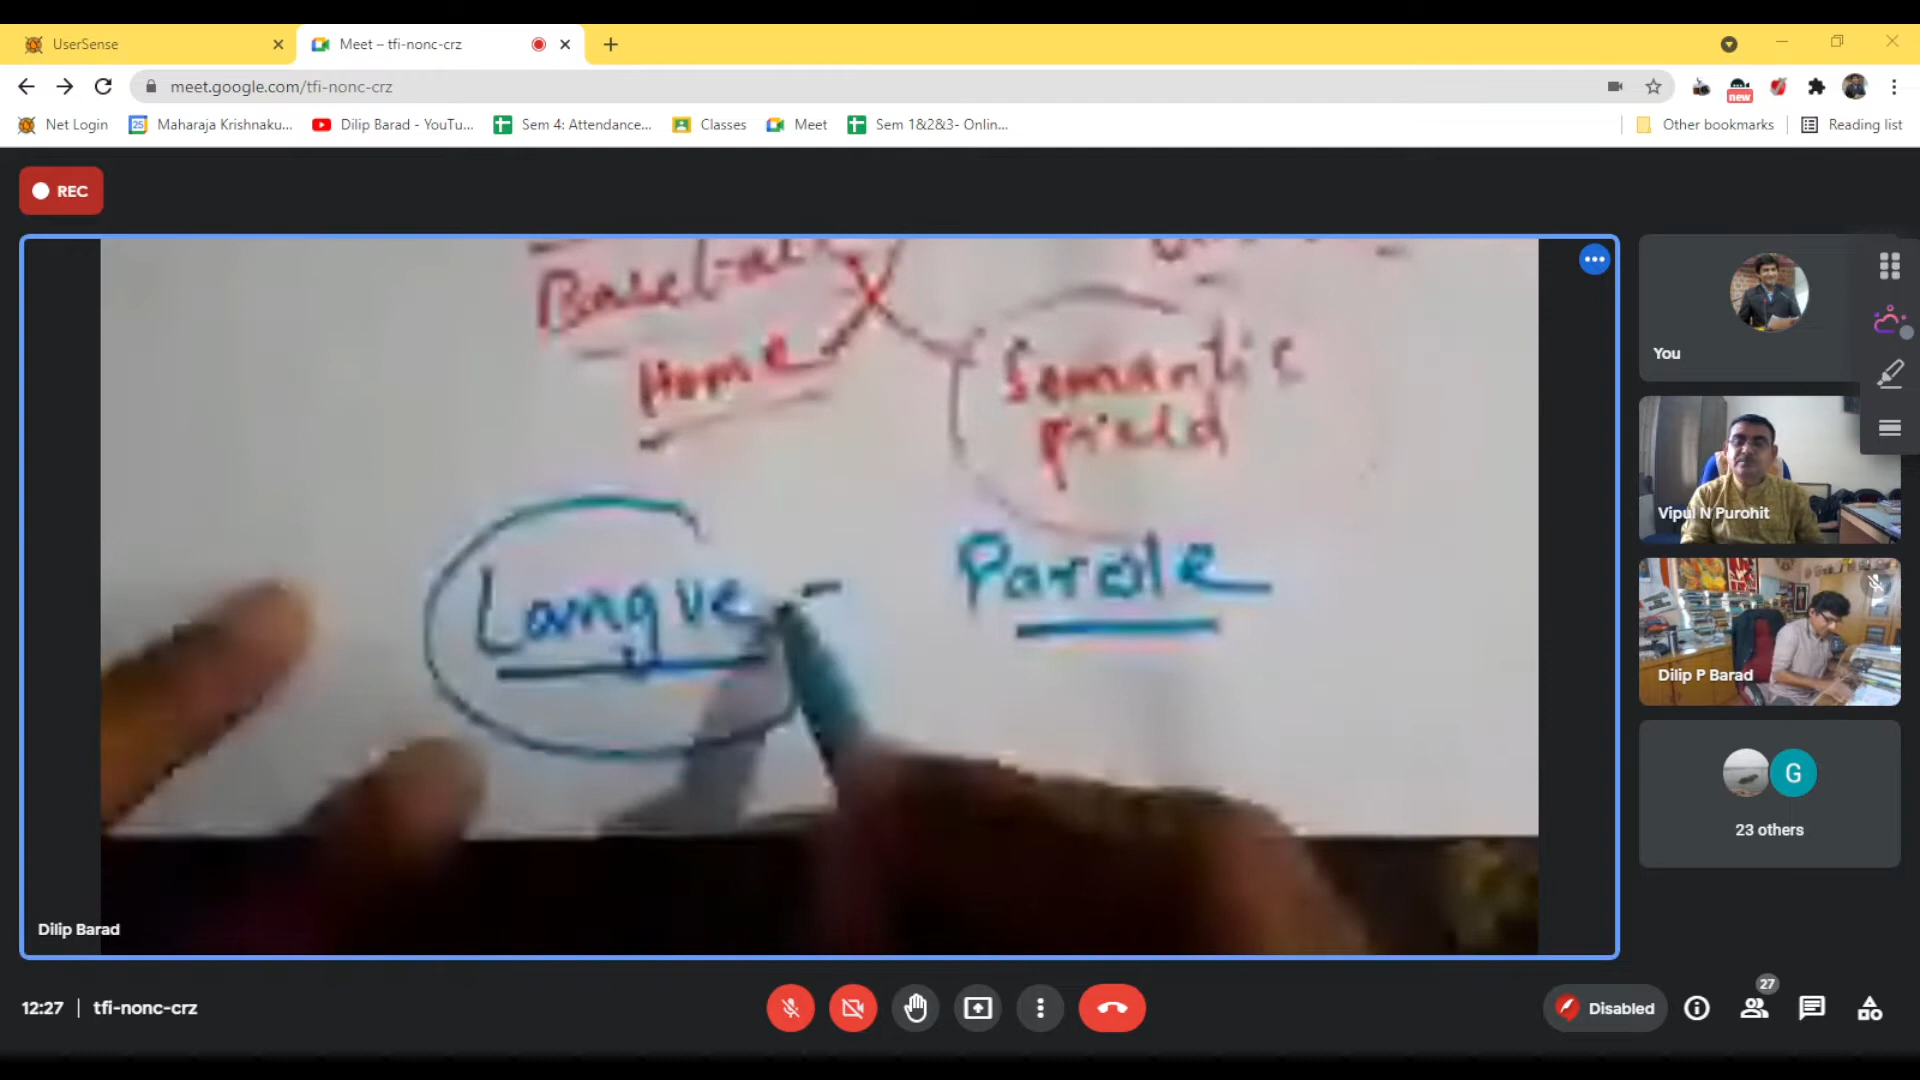 UserSense
Meet – tfi-nonc-crz
meet.google.com/tfi-nonc-crz
new
Net Login
Maharaja Krishnaku...
Dilip Barad - YouTu...
Sem 4: Attendance...
Classes
Meet
Sem 1&2&3- Onlin...
Other bookmarks
Reading list
REC
Home
Semantic
field
Langue -
Parole
Dilip Barad
You
Vipul N Purohit
Dilip P Barad
G
23 others
12:27 | tfi-nonc-crz
Disabled
27